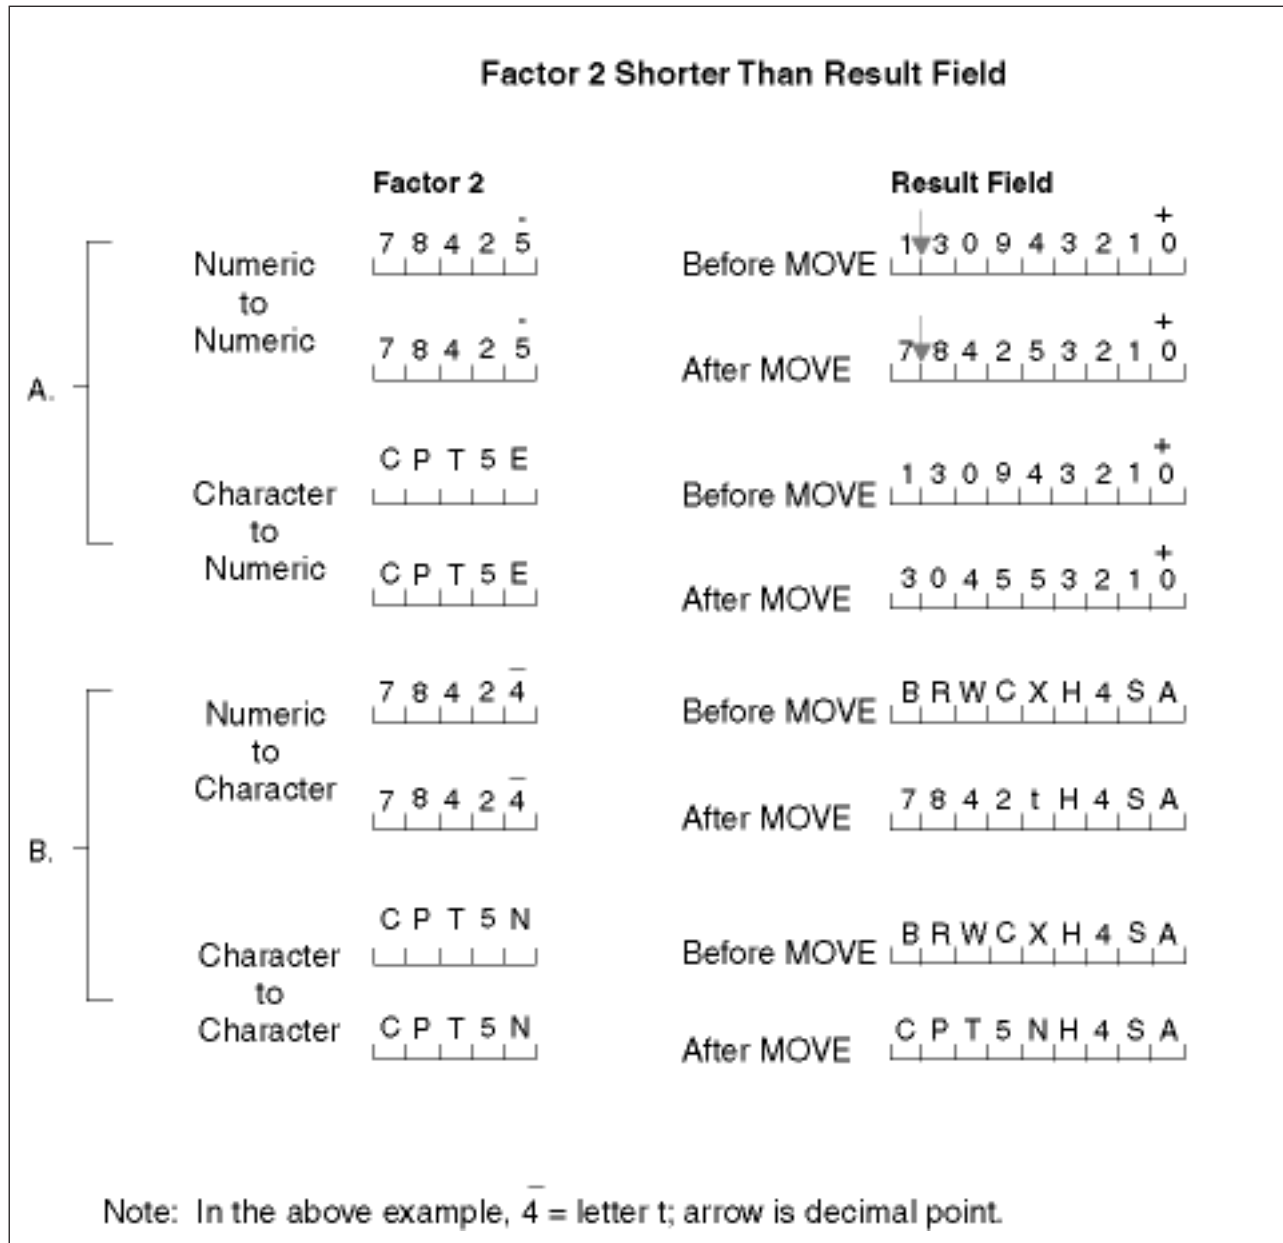 Factor 2 Shorter Than Result Field
Factor 2 Result Field
A.
Numeric to Numeric
7 8 4 2 5̄ Before MOVE 1 3 0 9 4 3 2 1 0 +
7 8 4 2 5̄ After MOVE 7 8 4 2 5 3 2 1 0 +
Character to Numeric
C P T 5 E Before MOVE 1 3 0 9 4 3 2 1 0 +
C P T 5 E After MOVE 3 0 4 5 5 3 2 1 0 +
B.
Numeric to Character
7 8 4 2 4̄ Before MOVE B R W C X H 4 S A
7 8 4 2 4̄ After MOVE 7 8 4 2 t H 4 S A
Character to Character
C P T 5 N Before MOVE B R W C X H 4 S A
C P T 5 N After MOVE C P T 5 N H 4 S A
Note: In the above example, 4̄ = letter t; arrow is decimal point.